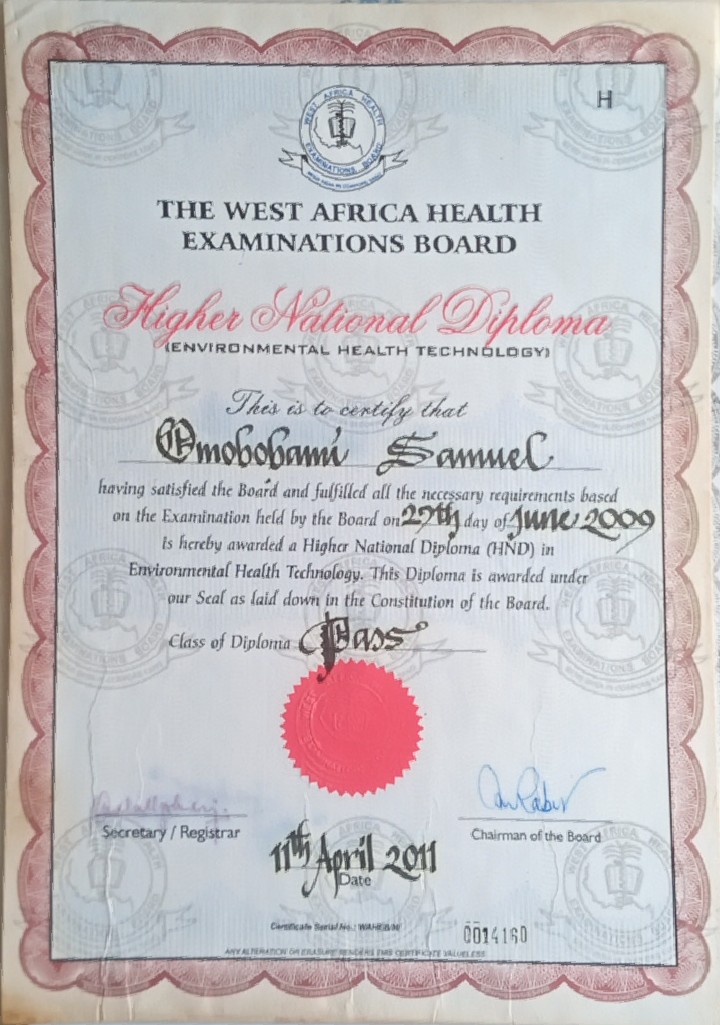 H
WEST AFRICA HEALTH
EXAMINATIONS BOARD
THE WEST AFRICA HEALTH
EXAMINATIONS BOARD
Higher National Diploma
(ENVIRONMENTAL HEALTH TECHNOLOGY)
This is to certify that
Omobobami Samuel
having satisfied the Board and fulfilled all the necessary requirements based
on the Examination held by the Board on 27th day of June 2009
is hereby awarded a Higher National Diploma (HND) in
Environmental Health Technology. This Diploma is awarded under
our Seal as laid down in the Constitution of the Board.
Class of Diploma Pass
Secretary / Registrar
Chairman of the Board
11th April 2011
Date
Certificate Serial No.: WAHEB/M/
0014160
ANY ALTERATION OR ERASURE RENDERS THIS CERTIFICATE VALUELESS